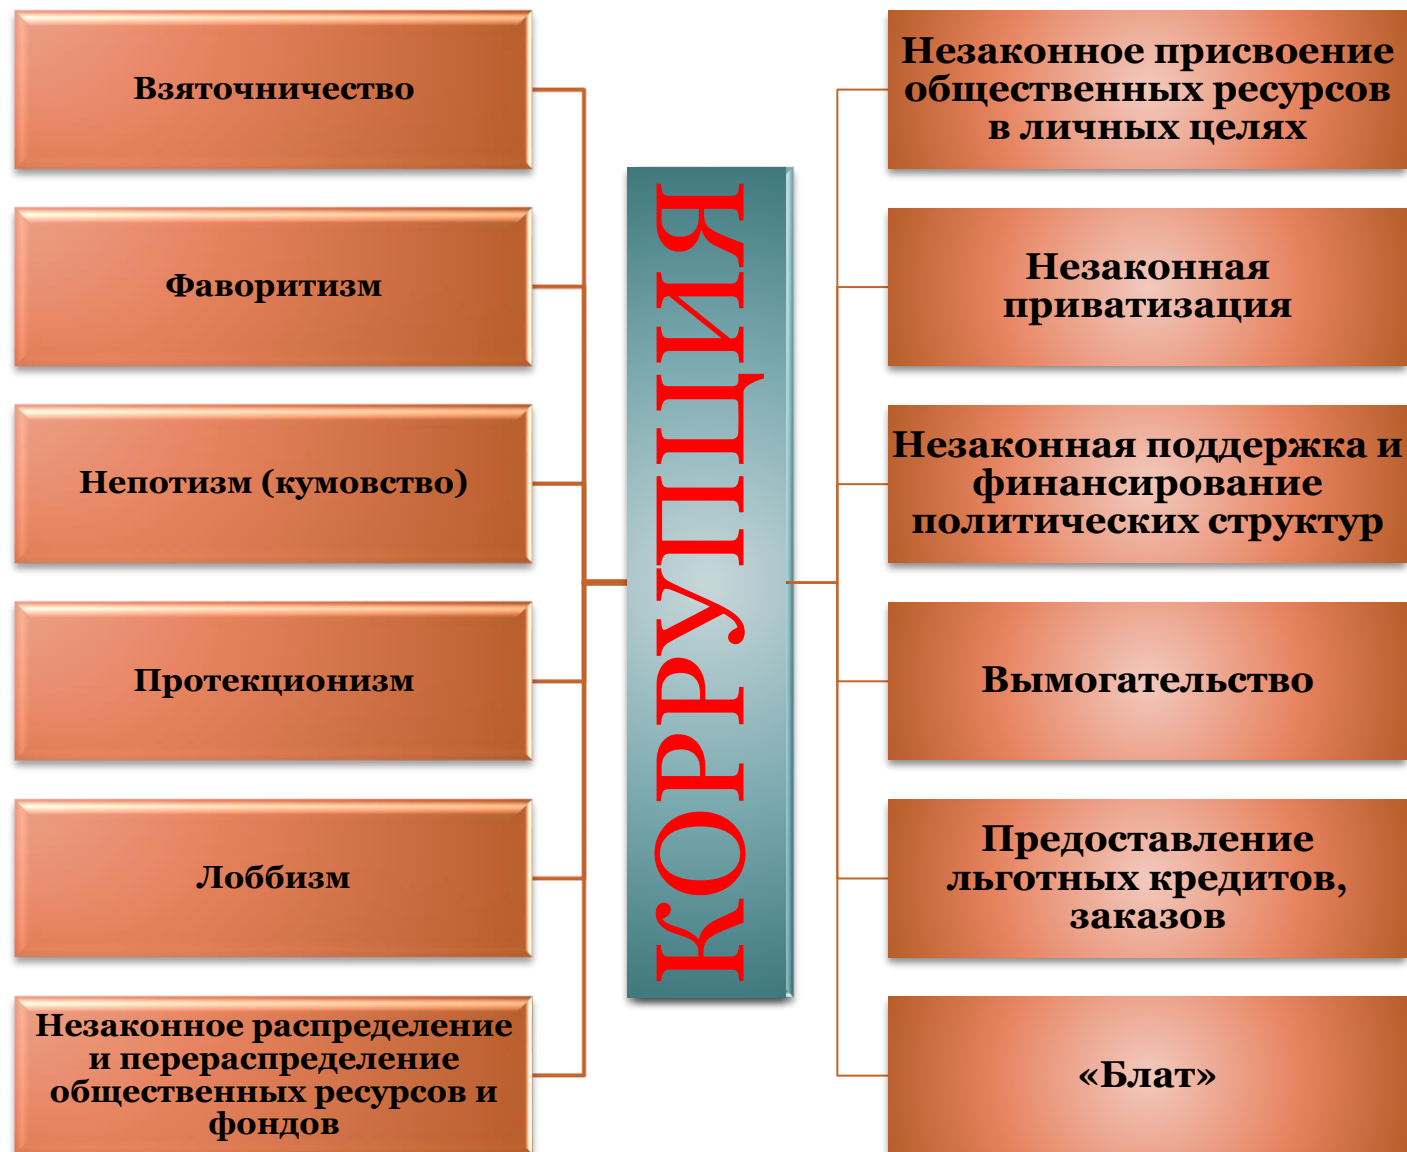 Взяточничество
Фаворитизм
Непотизм (кумовство)
Протекционизм
Лоббизм
Незаконное распределение
и перераспределение
общественных ресурсов и
фондов
КОРРУПЦИЯ
Незаконное присвоение
общественных ресурсов
в личных целях
Незаконная
приватизация
Незаконная поддержка и
финансирование
политических структур
Вымогательство
Предоставление
льготных кредитов,
заказов
«Блат»